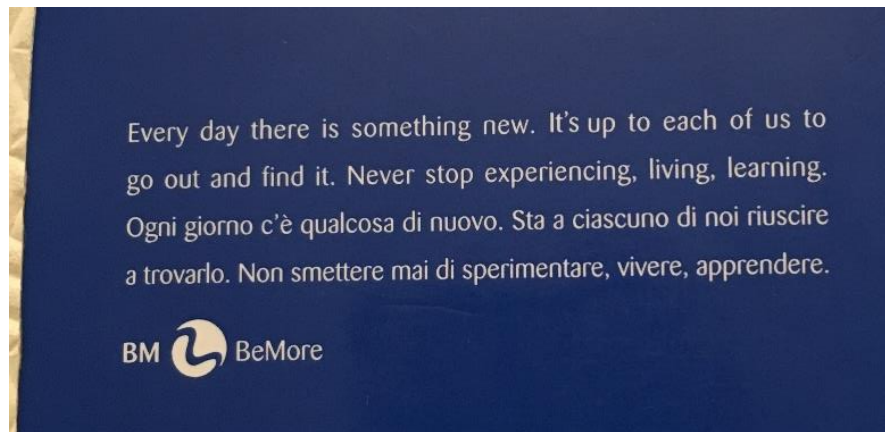 Every day there is something new. It's up to each of us to
go out and find it. Never stop experiencing, living, learning.
Ogni giorno c'è qualcosa di nuovo. Sta a ciascuno di noi riuscire
a trovarlo. Non smettere mai di sperimentare, vivere, apprendere.
BM BeMore